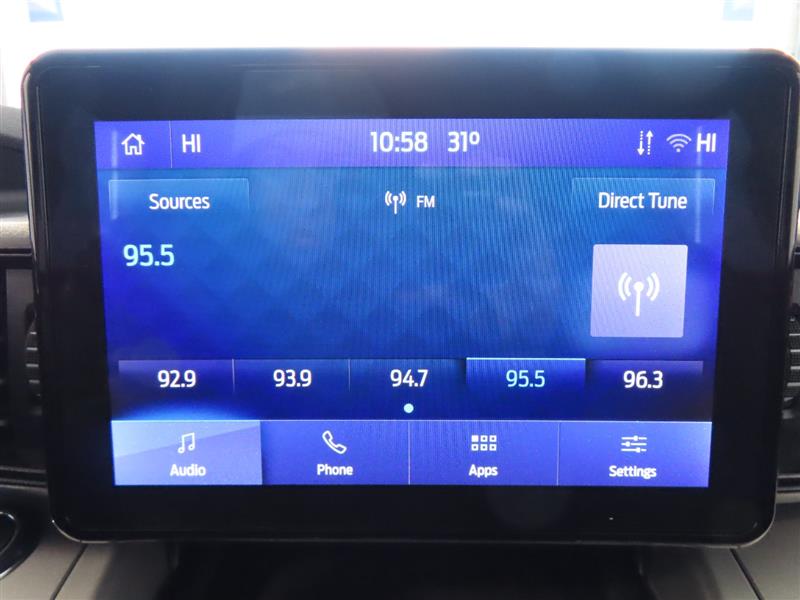 HI 10:58 31° HI
Sources FM Direct Tune
95.5
92.9 93.9 94.7 95.5 96.3
Audio Phone Apps Settings